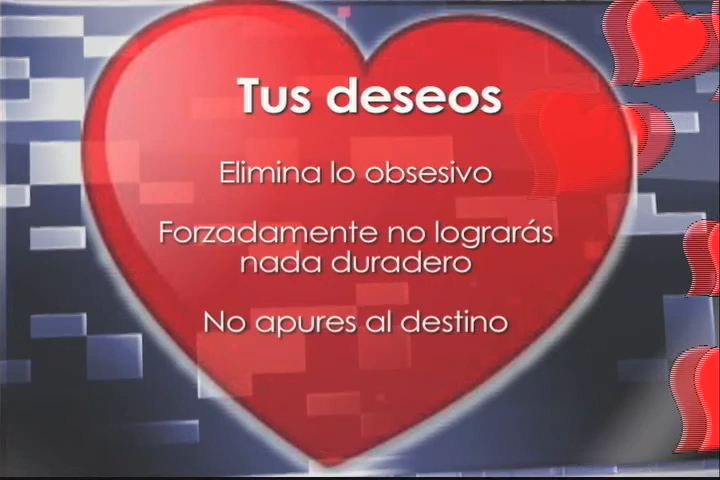 Tus deseos
Elimina lo obsesivo
Forzadamente no lograrás
nada duradero
No apures al destino